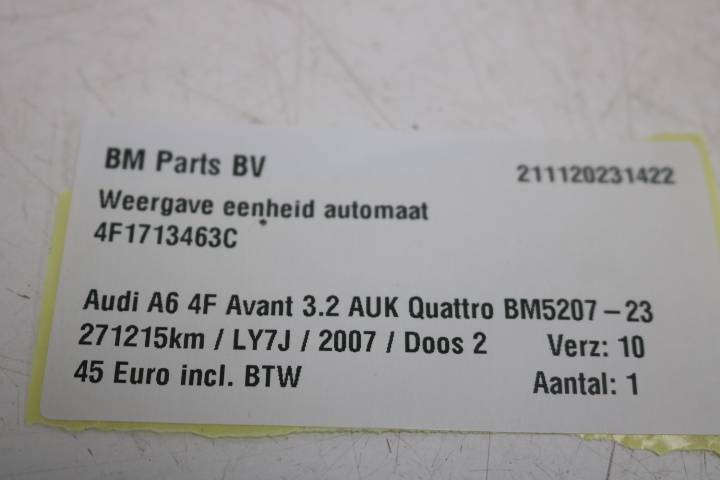 BM Parts BV 211120231422
Weergave eenheid automaat
4F1713463C
Audi A6 4F Avant 3.2 AUK Quattro BM5207-23
271215km / LY7J / 2007 / Doos 2 Verz: 10
45 Euro incl. BTW Aantal: 1